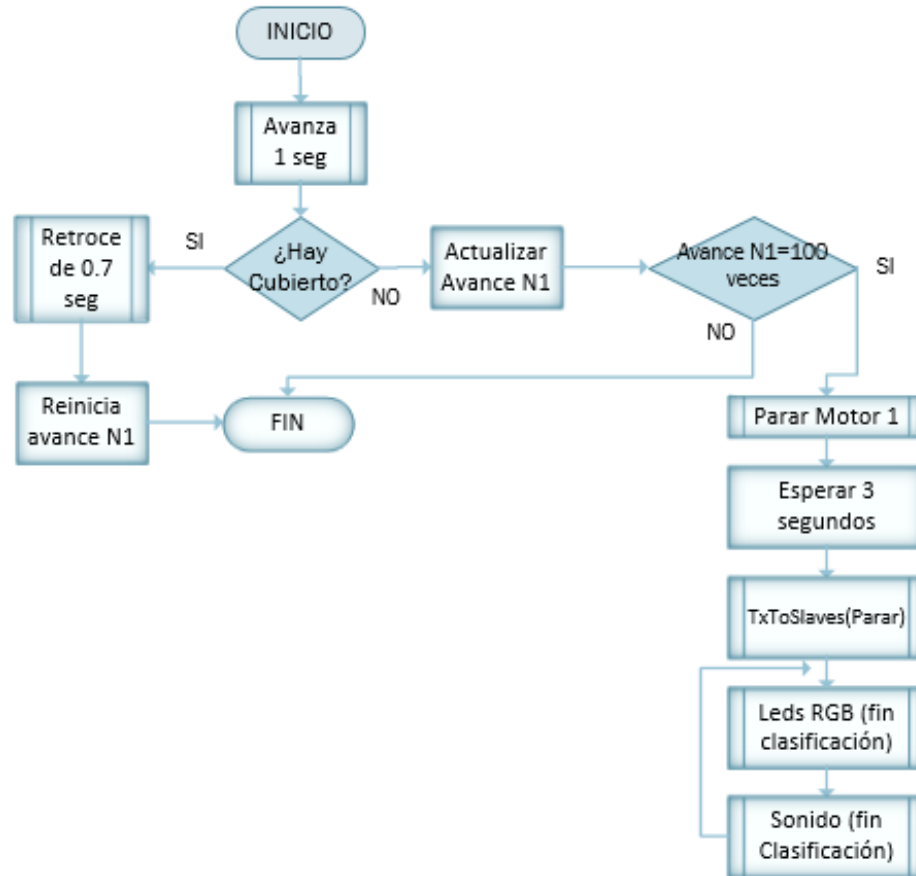 INICIO
Avanza
1 seg
Retroce
de 0.7
seg
SI
¿Hay
Cubierto?
NO
Actualizar
Avance N1
Avance N1=100
veces
SI
NO
Reinicia
avance N1
FIN
Parar Motor 1
Esperar 3
segundos
TxToSlaves(Parar)
Leds RGB (fin
clasificación)
Sonido (fin
Clasificación)